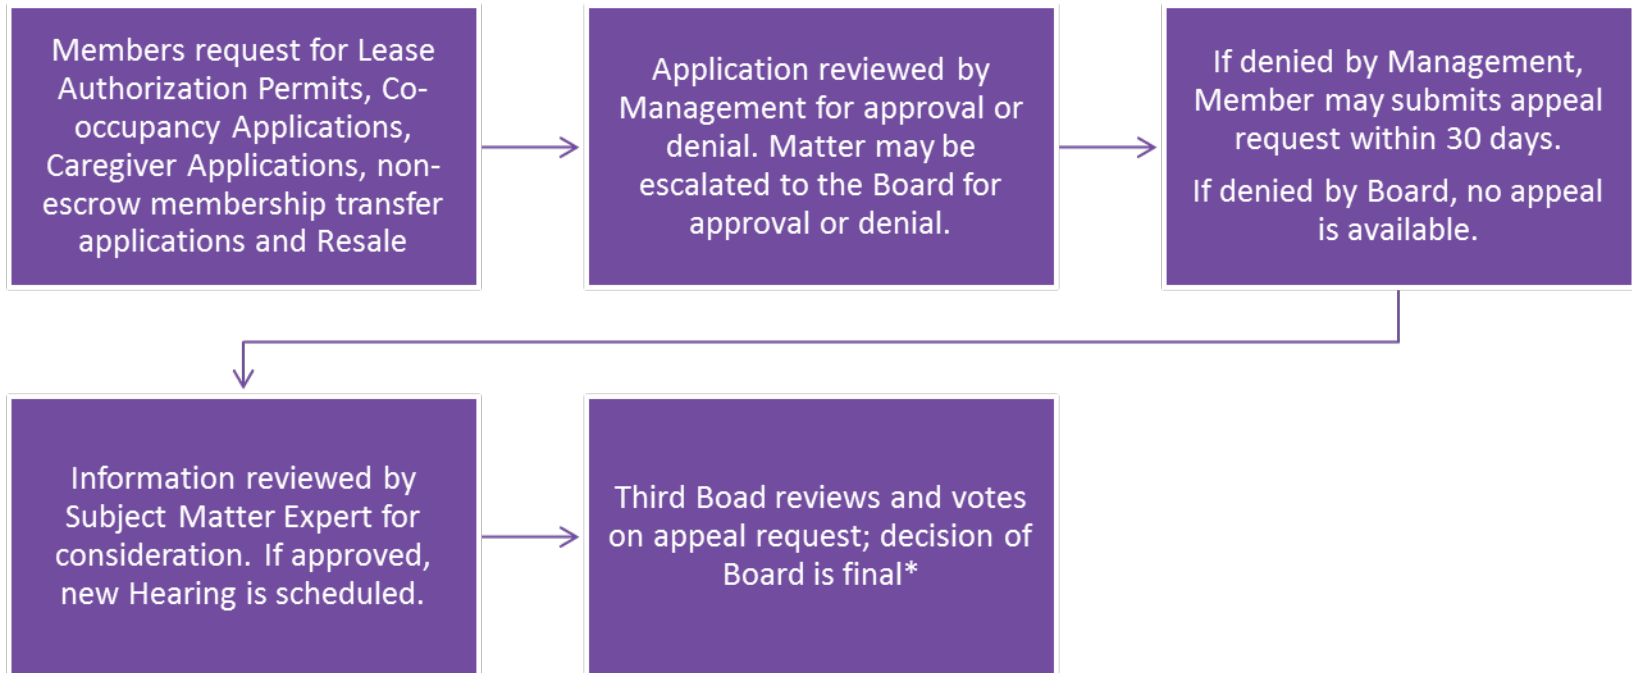 Members request for Lease
Authorization Permits, Co-
occupancy Applications,
Caregiver Applications, non-
escrow membership transfer
applications and Resale
Application reviewed by
Management for approval or
denial. Matter may be
escalated to the Board for
approval or denial.
If denied by Management,
Member may submits appeal
request within 30 days.
If denied by Board, no appeal
is available.
Information reviewed by
Subject Matter Expert for
consideration. If approved,
new Hearing is scheduled.
Third Boad reviews and votes
on appeal request; decision of
Board is final*